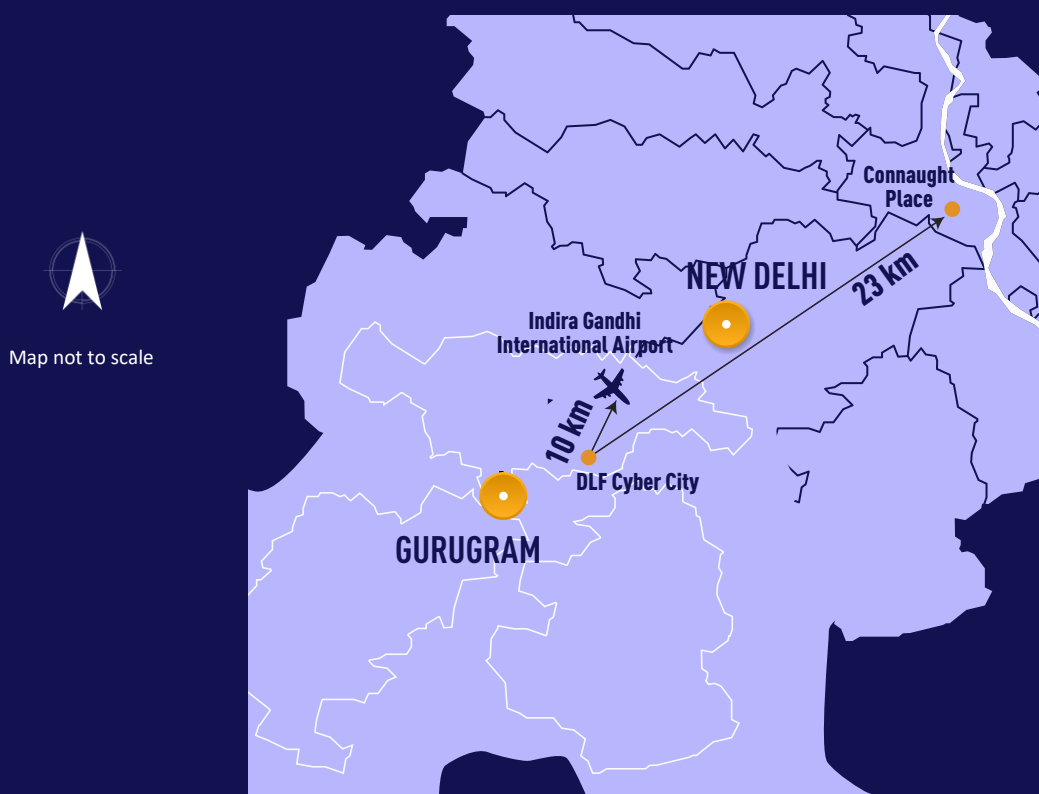 Connaught
Place
NEW DELHI
23 km
Indira Gandhi
International Airport
Map not to scale
10 km
DLF Cyber City
GURUGRAM